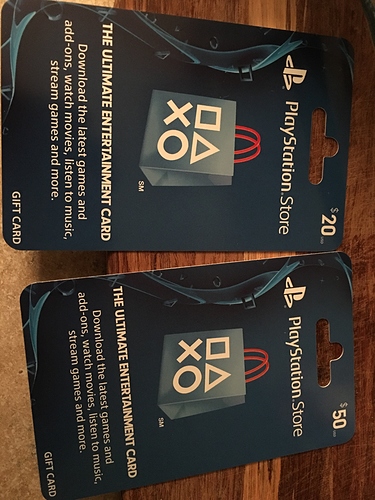 $20 USD
PlayStation®Store
SM
THE ULTIMATE ENTERTAINMENT CARD
Download the latest games and
add-ons, watch movies, listen to music,
stream games and more.
GIFT CARD
$50
PlayStation®Store
SM
THE ULTIMATE ENTERTAINMENT CARD
Download the latest games and
add-ons, watch movies, listen to music,
stream games and more.
GIFT CARD